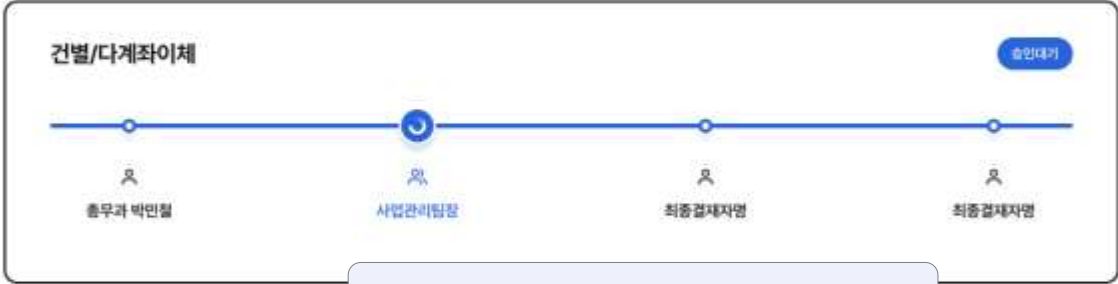 건별/다계좌이체
승인대기
총무과 박민철
사업관리팀장
최종결재자명
최종결재자명